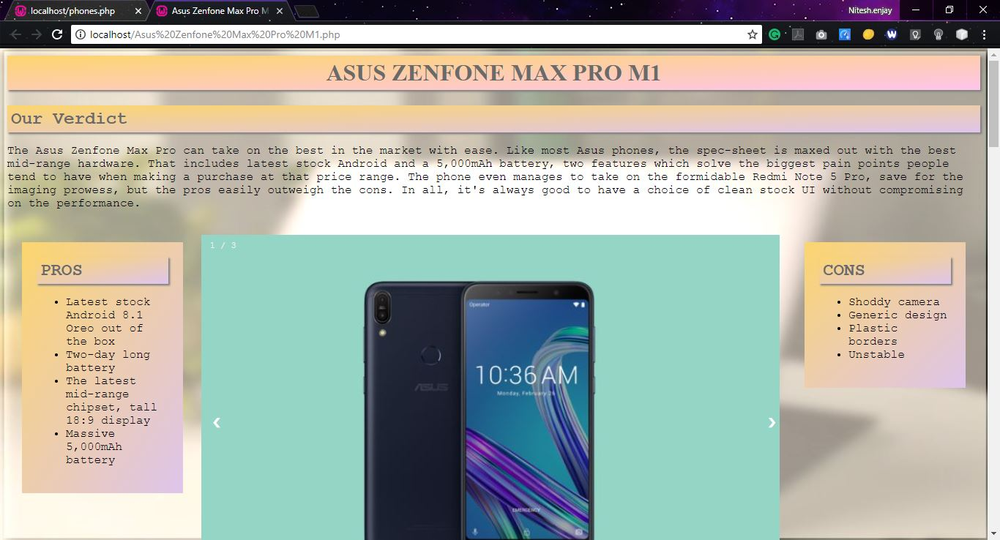 localhost/phones.php
Asus Zenfone Max Pro M
Nitesh.enjay
localhost/Asus%20Zenfone%20Max%20Pro%20M1.php
ASUS ZENFONE MAX PRO M1
Our Verdict
The Asus Zenfone Max Pro can take on the best in the market with ease. Like most Asus phones, the spec-sheet is maxed out with the best
mid-range hardware. That includes latest stock Android and a 5,000mAh battery, two features which solve the biggest pain points people
tend to have when making a purchase at that price range. The phone even manages to take on the formidable Redmi Note 5 Pro, save for the
imaging prowess, but the pros easily outweigh the cons. In all, it's always good to have a choice of clean stock UI without compromising
on the performance.
PROS
• Latest stock
Android 8.1
Oreo out of
the box
• Two-day long
battery
• The latest
mid-range
chipset, tall
18:9 display
• Massive
5,000mAh
battery
1 / 3
Operator
ASUS
10:36 AM
Monday, February 26
EMERGENCY
CONS
• Shoddy camera
• Generic design
• Plastic
borders
• Unstable